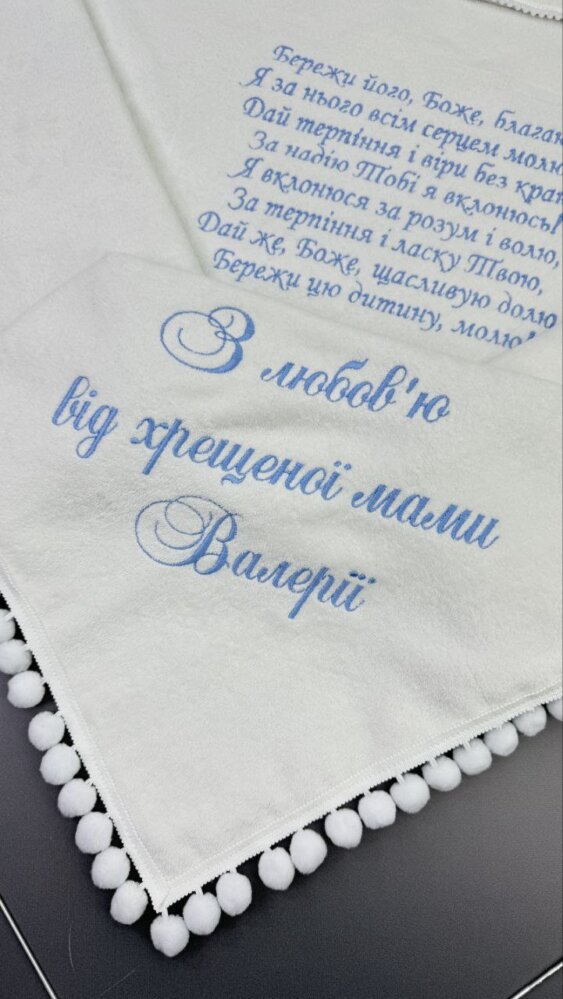 Бережи його, Боже, благаю
Я за нього всім серцем молю
Дай терпіння і віри без краю
За надію Тобі я вклонюсь!
Я вклонюся за розум і волю,
За терпіння і ласку Твою,
Дай же, Боже, щасливую долю
Бережи цю дитину, молю!
З любов'ю
від хрещеної мами
Валерії